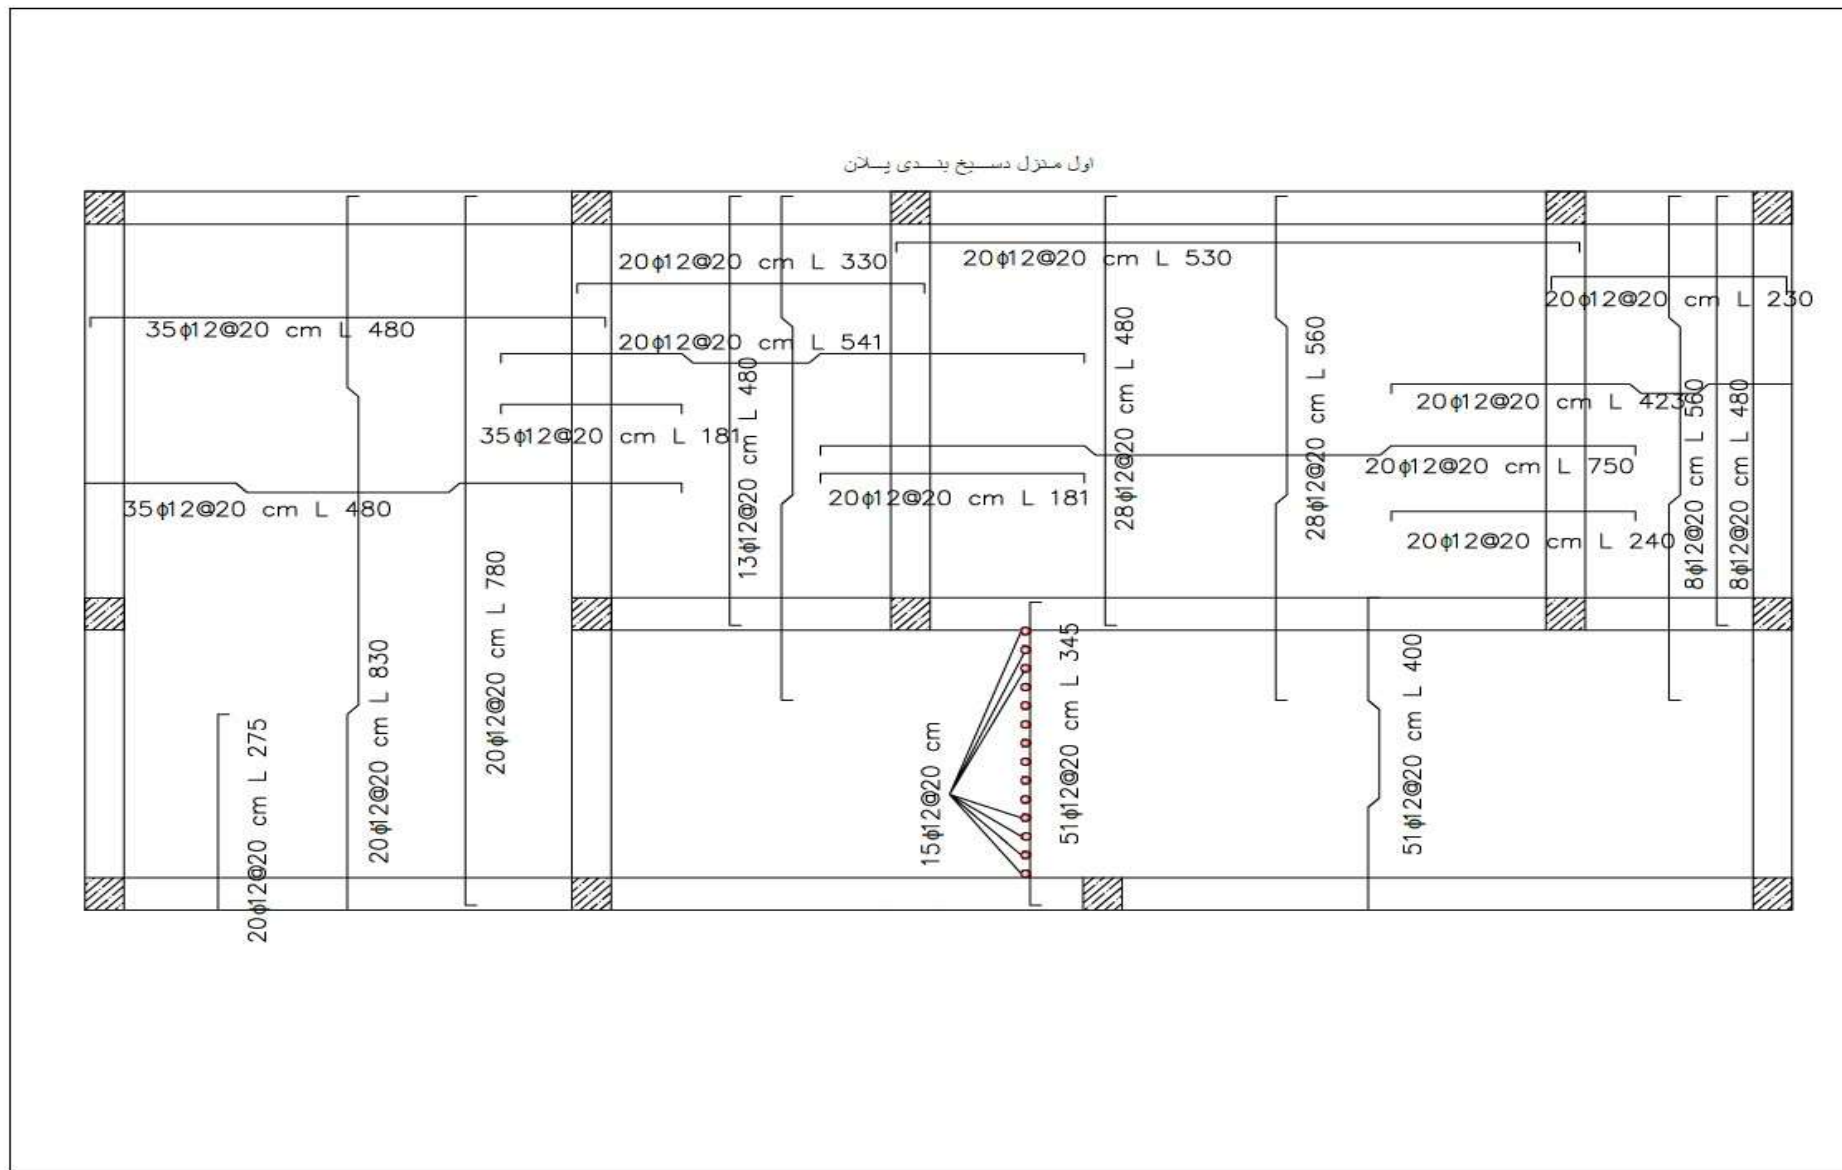 اول منزل دسیخ بندی پلان
20ϕ12@20 cm L 330
20ϕ12@20 cm L 530
20ϕ12@20 cm L 230
35ϕ12@20 cm L 480
20ϕ12@20 cm L 541
20ϕ12@20 cm L 423
35ϕ12@20 cm L 181
20ϕ12@20 cm L 750
35ϕ12@20 cm L 480
20ϕ12@20 cm L 181
20ϕ12@20 cm L 240
20ϕ12@20 cm L 275
20ϕ12@20 cm L 830
20ϕ12@20 cm L 780
13ϕ12@20 cm L 480
15ϕ12@20 cm
51ϕ12@20 cm L 345
28ϕ12@20 cm L 480
28ϕ12@20 cm L 560
51ϕ12@20 cm L 400
8ϕ12@20 cm L 560
8ϕ12@20 cm L 480